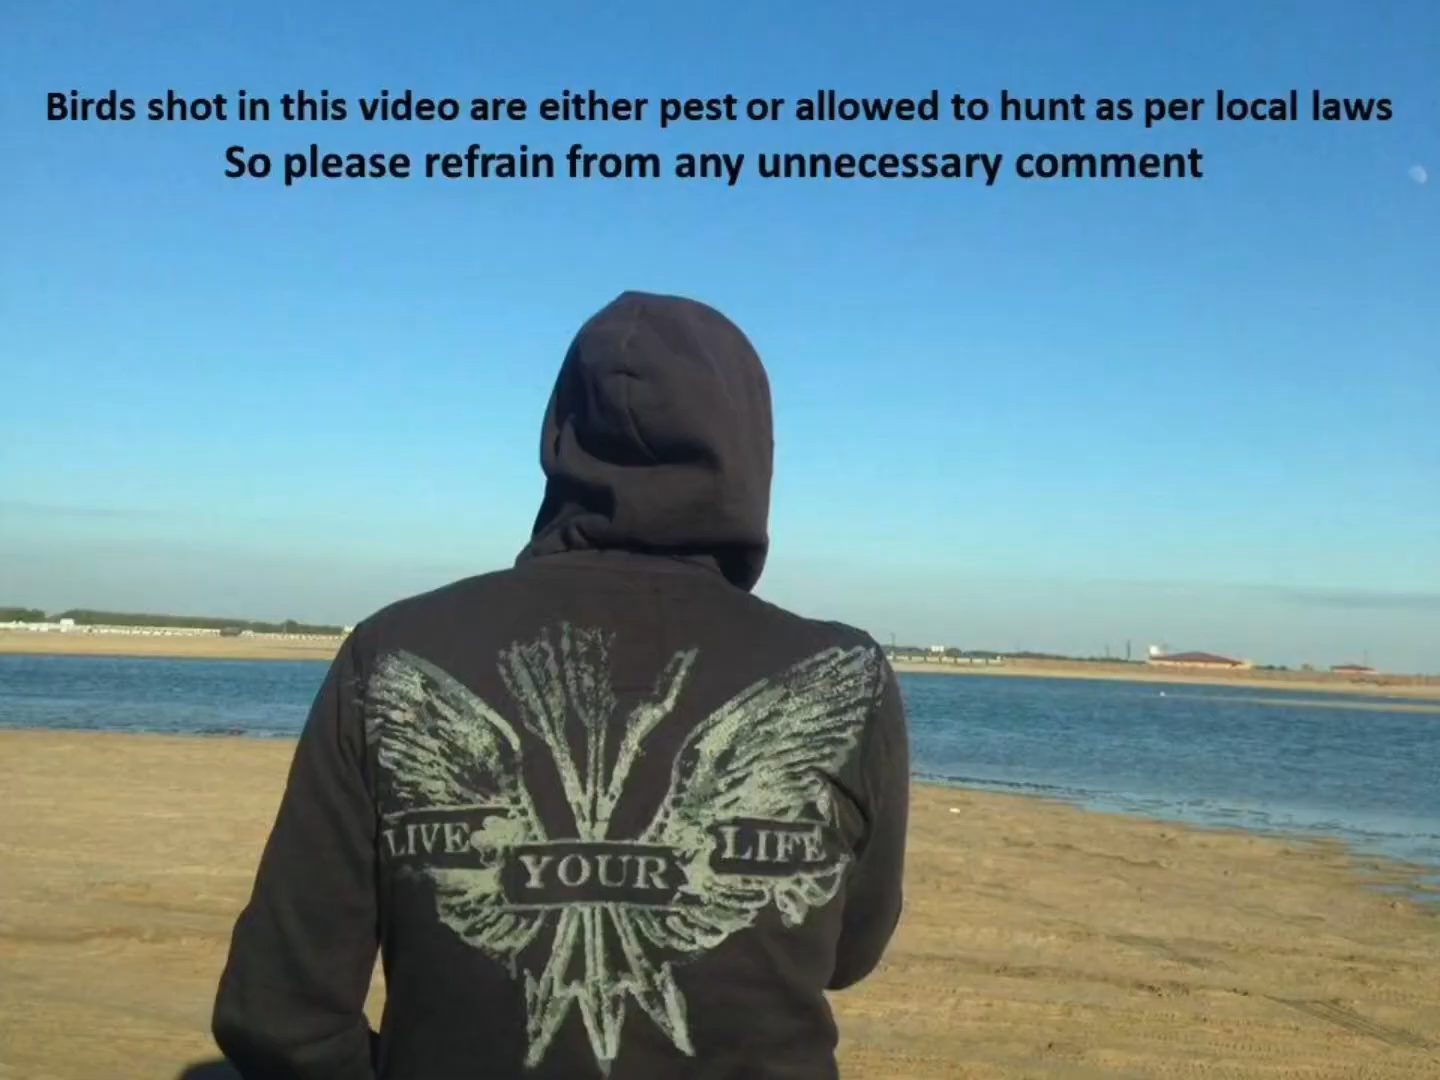 Birds shot in this video are either pest or allowed to hunt as per local laws
So please refrain from any unnecessary comment
LIVE
YOUR
LIFE